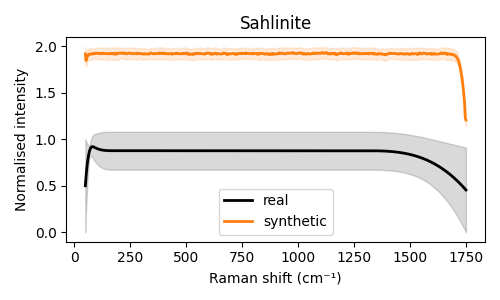 Sahlinite
Normalised intensity
2.0
1.5
1.0
0.5
0.0
real
synthetic
0 250 500 750 1000 1250 1500 1750
Raman shift (cm⁻¹)